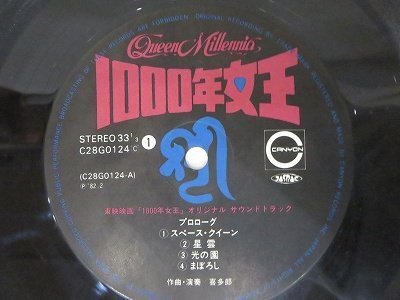 Queen Millennia
1000年女王
STEREO 33⅓
C28G0124 C
1
CANYON
JASRAC
(C28G0124-A)
Ⓟ '82. 2
東映映画「1000年女王」オリジナル サウンドトラック
プロローグ
① スペース・クイーン
② 星雲
③ 光の園
④ まぼろし
作曲・演奏 喜多郎